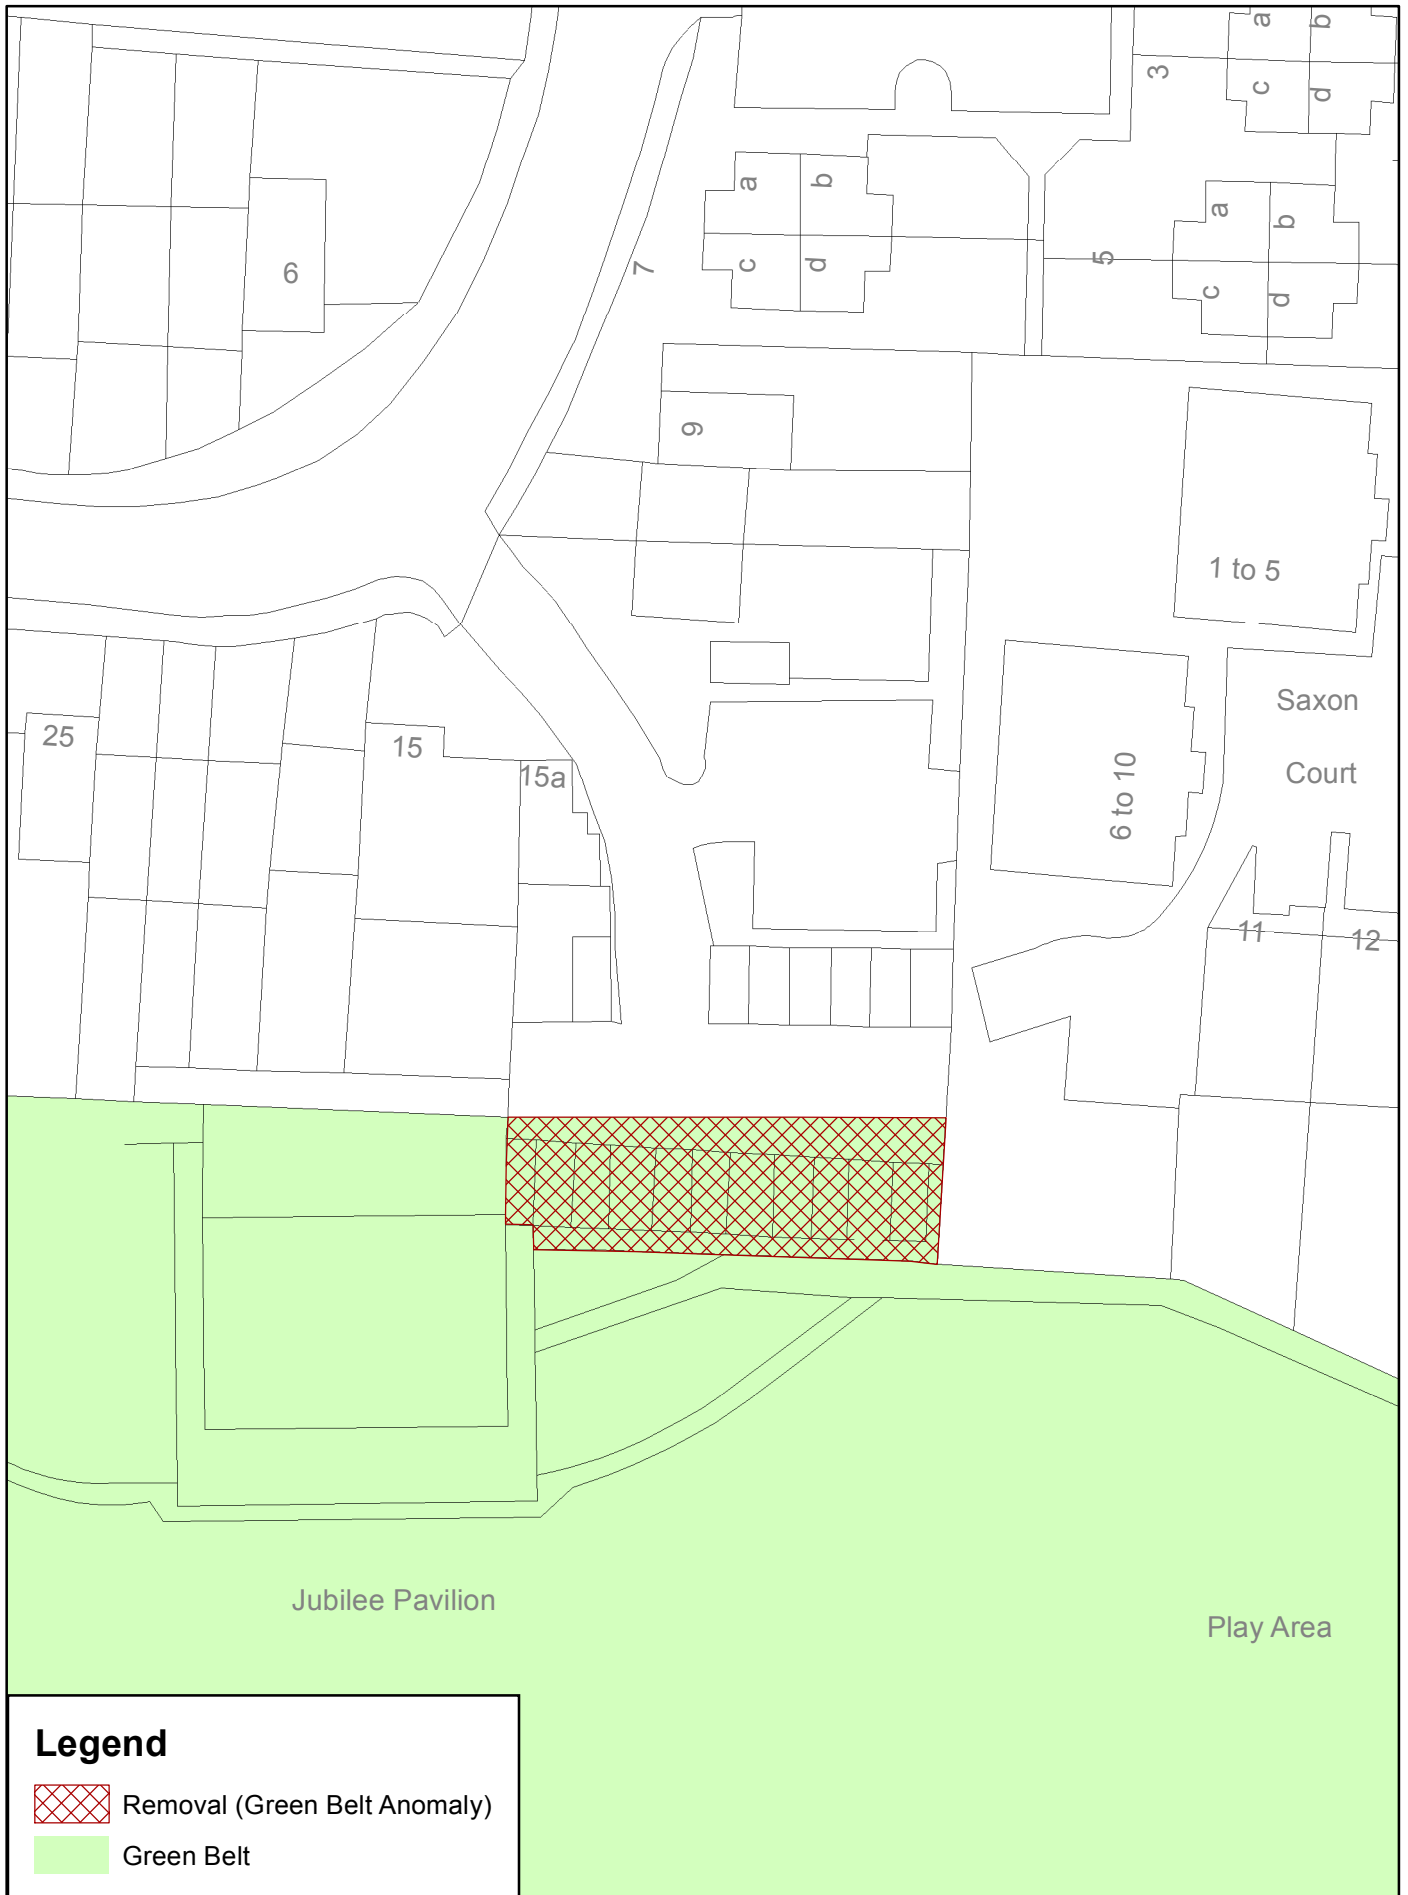 a b
3
c d
a b
a b
6
7
c d
5
c d
9
1 to 5
Saxon
25
15
15a
Court
6 to 10
11
12
Jubilee Pavilion
Play Area
Legend
Removal (Green Belt Anomaly)
Green Belt